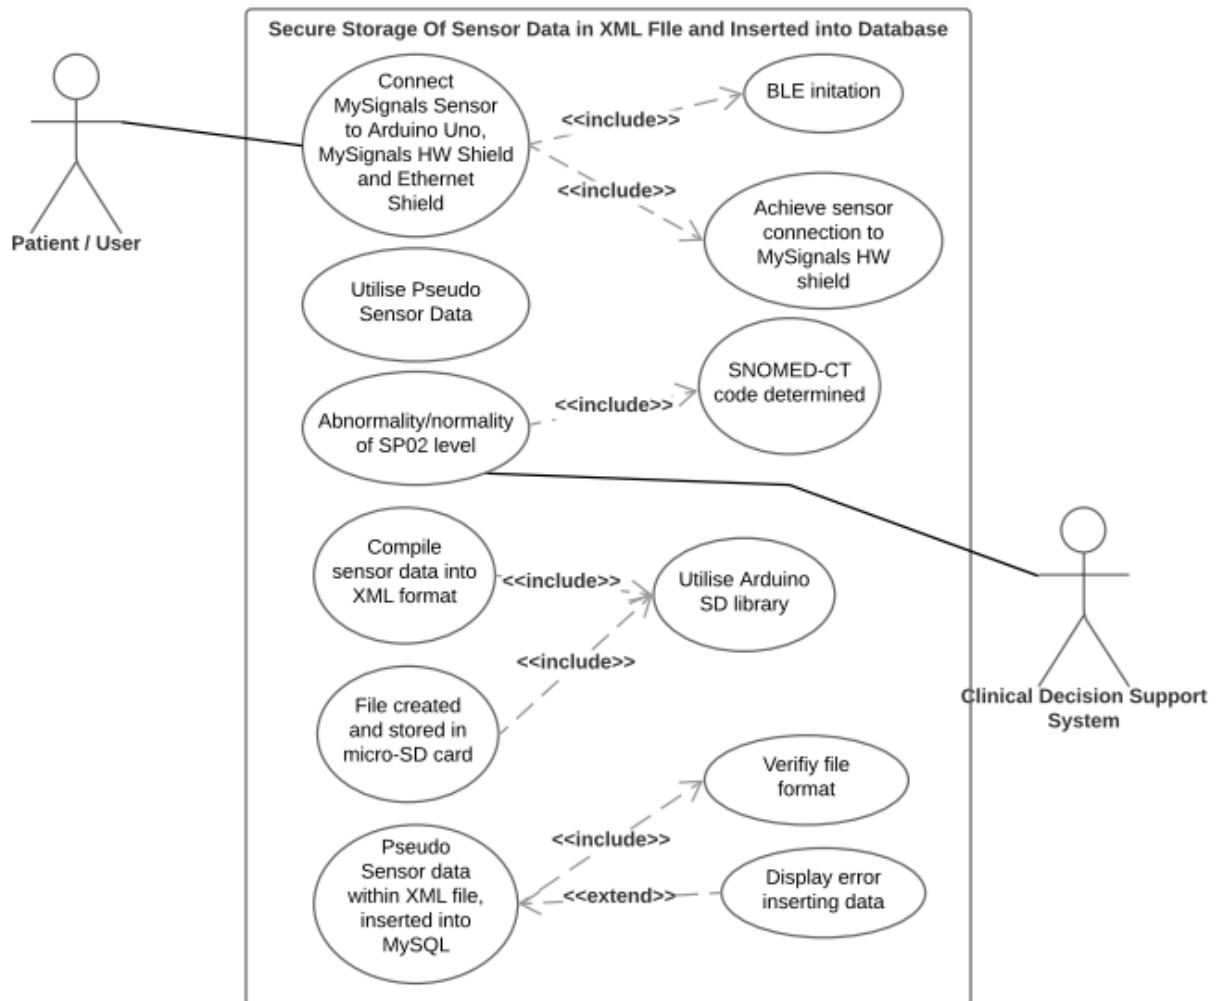 Secure Storage Of Sensor Data in XML FIle and Inserted into Database
Connect
MySignals Sensor
to Arduino Uno,
MySignals HW Shield
and Ethernet
Shield
<<include>>
BLE initation
<<include>>
Achieve sensor
connection to
MySignals HW
shield
Patient / User
Utilise Pseudo
Sensor Data
Abnormality/normality
of SP02 level
<<include>>
SNOMED-CT
code determined
Compile
sensor data into
XML format
<<include>>
Utilise Arduino
SD library
<<include>>
File created
and stored in
micro-SD card
Clinical Decision Support
System
Pseudo
Sensor data
within XML file,
inserted into
MySQL
<<include>>
Verifiy file
format
<<extend>>
Display error
inserting data